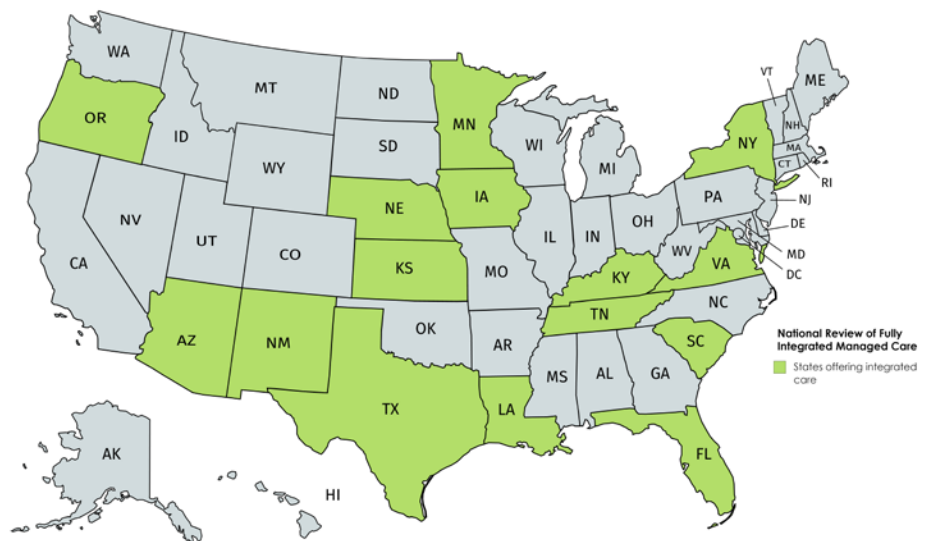 WA
MT
ND
MN
VT
ME
OR
ID
SD
WI
MI
NY
NH
MA
CT
RI
WY
NE
IA
PA
NJ
NV
UT
CO
IL
IN
OH
DE
MD
DC
CA
KS
MO
WV
VA
KY
NC
AZ
NM
OK
TN
AR
SC
MS
AL
GA
TX
LA
FL
AK
HI
National Review of Fully
Integrated Managed Care
States offering integrated
care